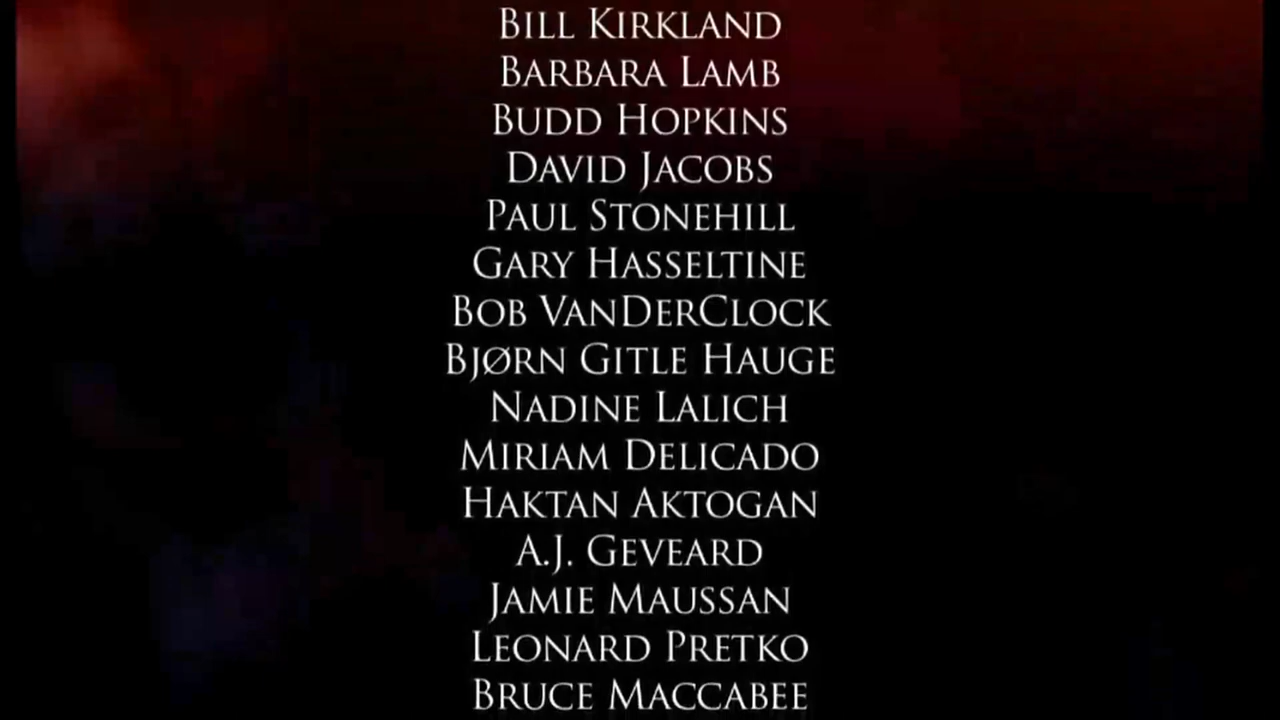 Bill Kirkland
Barbara Lamb
Budd Hopkins
David Jacobs
Paul Stonehill
Gary Hasseltine
Bob VanDerClock
Bjørn Gitle Hauge
Nadine Lalich
Miriam Delicado
Haktan Aktogan
A.J. Geveard
Jamie Maussan
Leonard Pretko
Bruce Maccabee